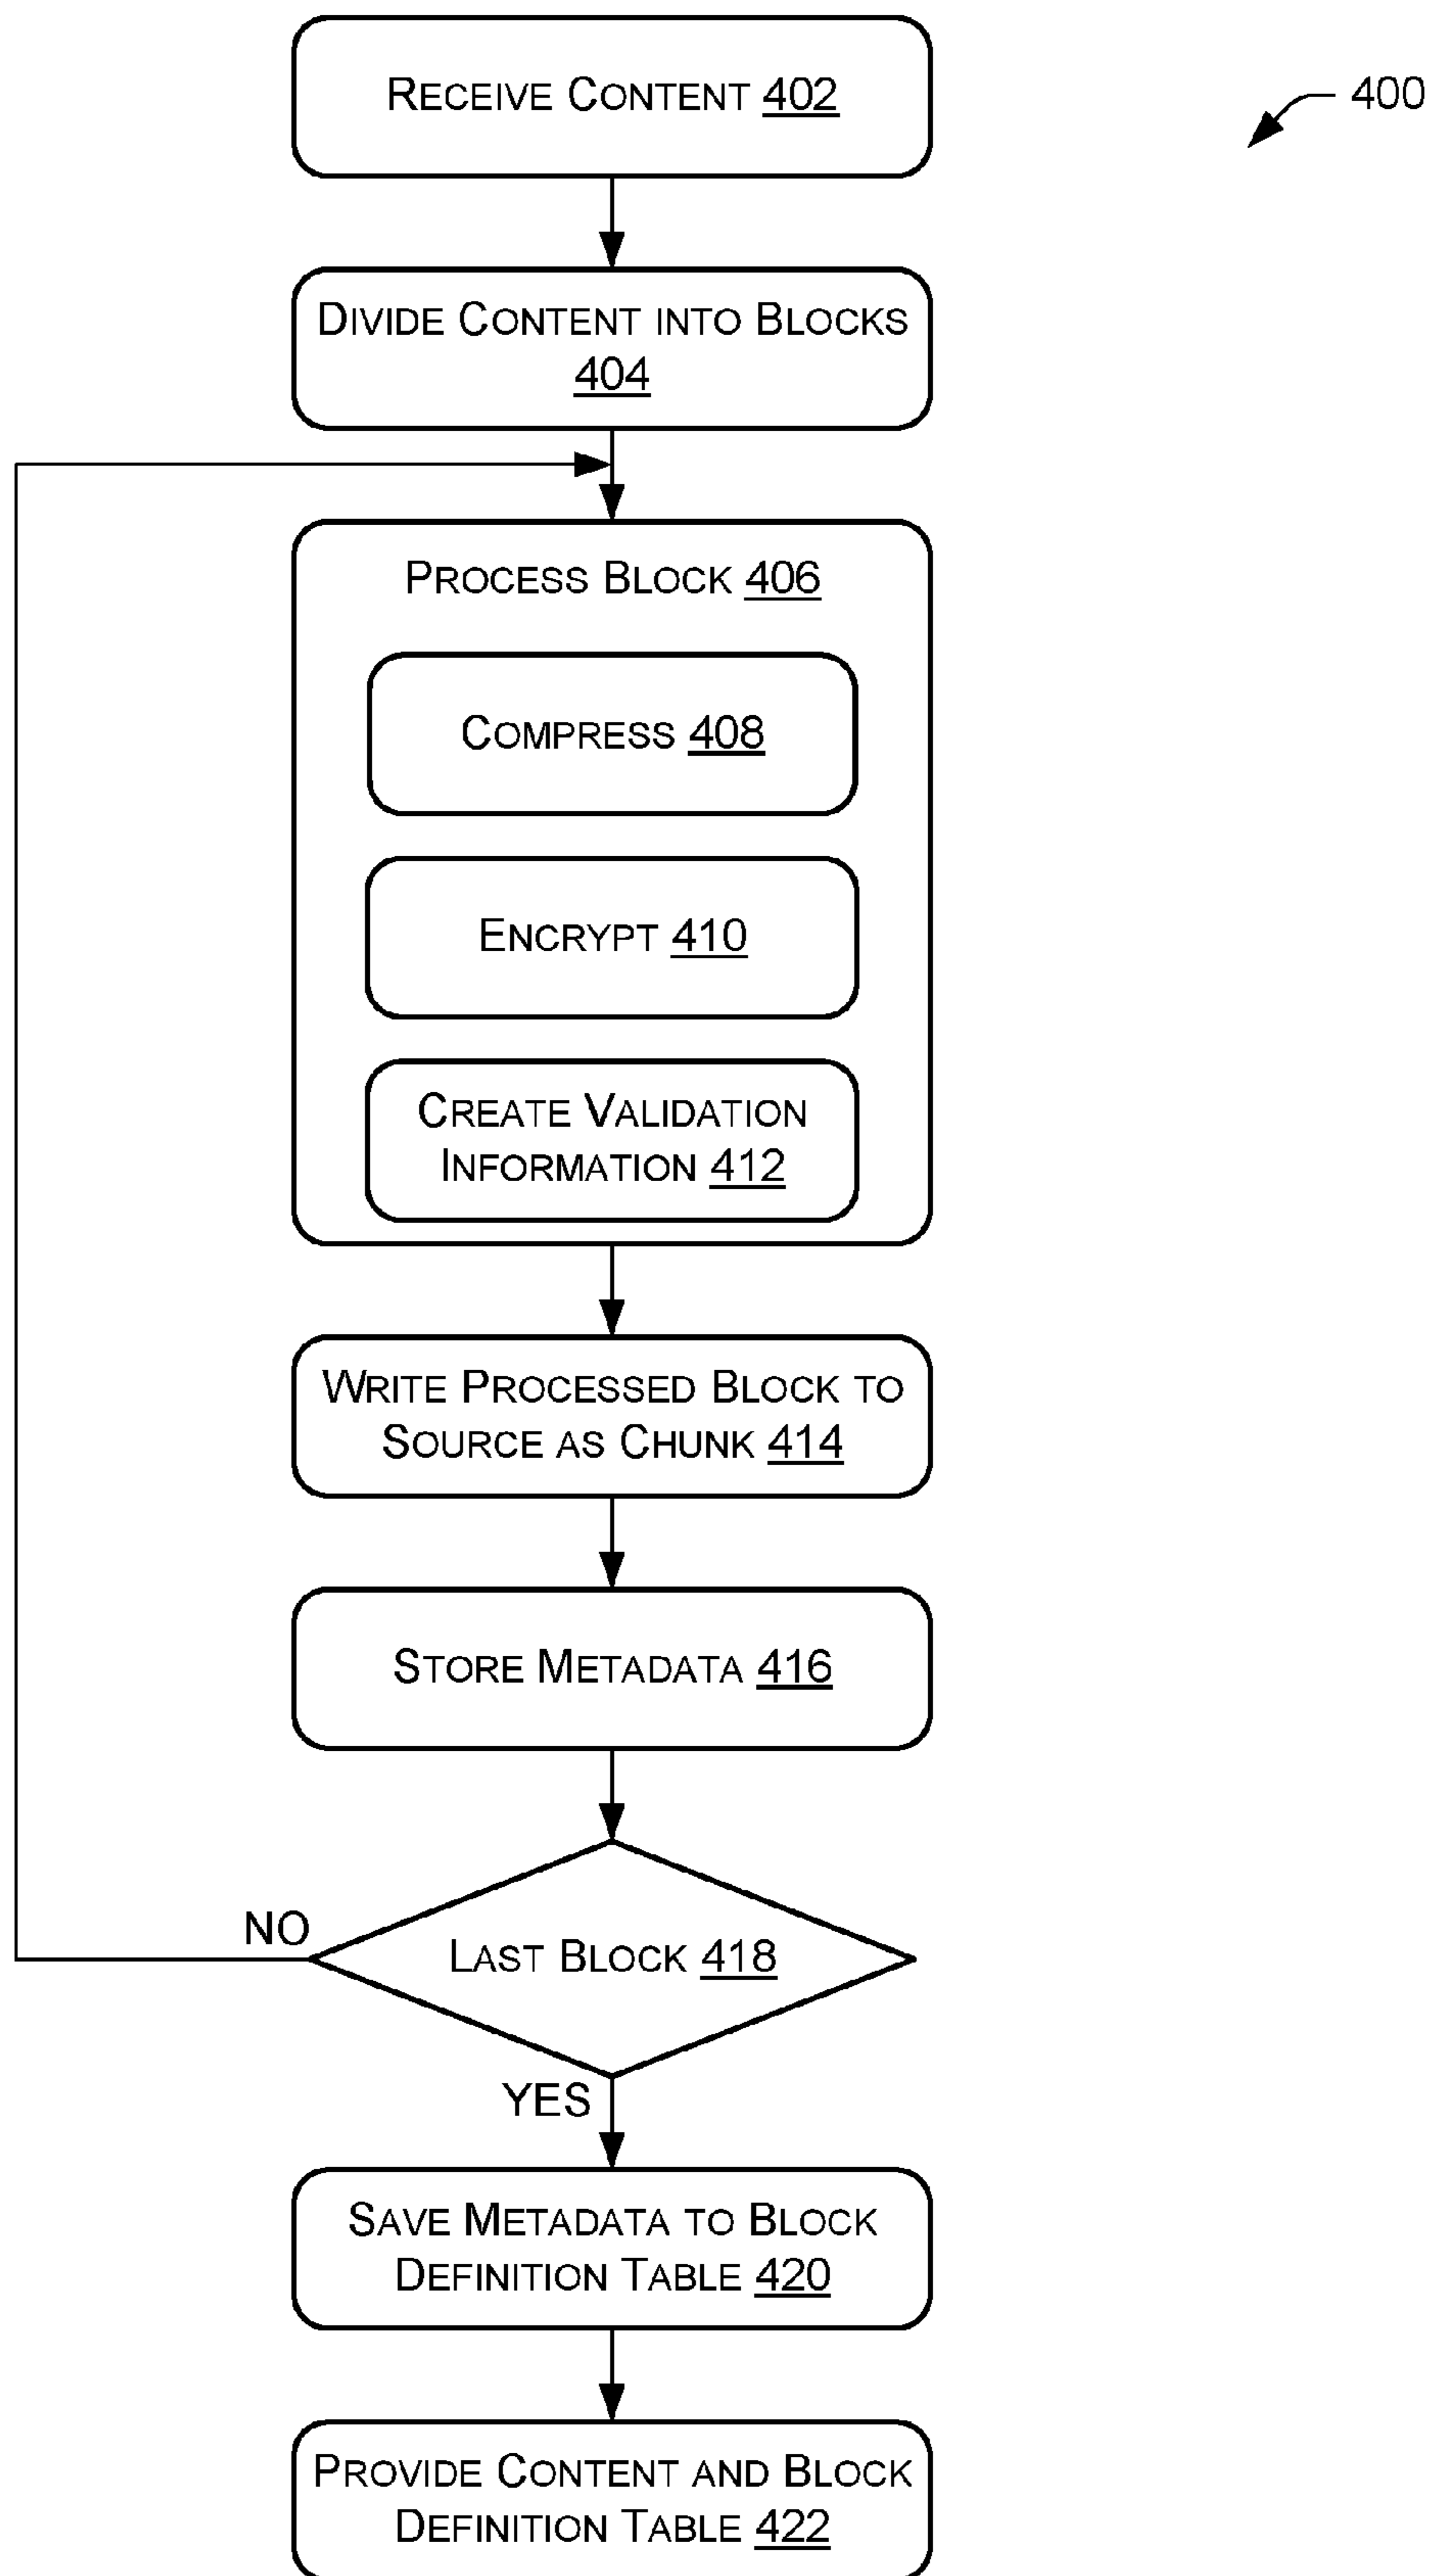 RECEIVE CONTENT 402
400
DIVIDE CONTENT INTO BLOCKS
404
PROCESS BLOCK 406
COMPRESS 408
ENCRYPT 410
CREATE VALIDATION
INFORMATION 412
WRITE PROCESSED BLOCK TO
SOURCE AS CHUNK 414
STORE METADATA 416
NO
LAST BLOCK 418
YES
SAVE METADATA TO BLOCK
DEFINITION TABLE 420
PROVIDE CONTENT AND BLOCK
DEFINITION TABLE 422